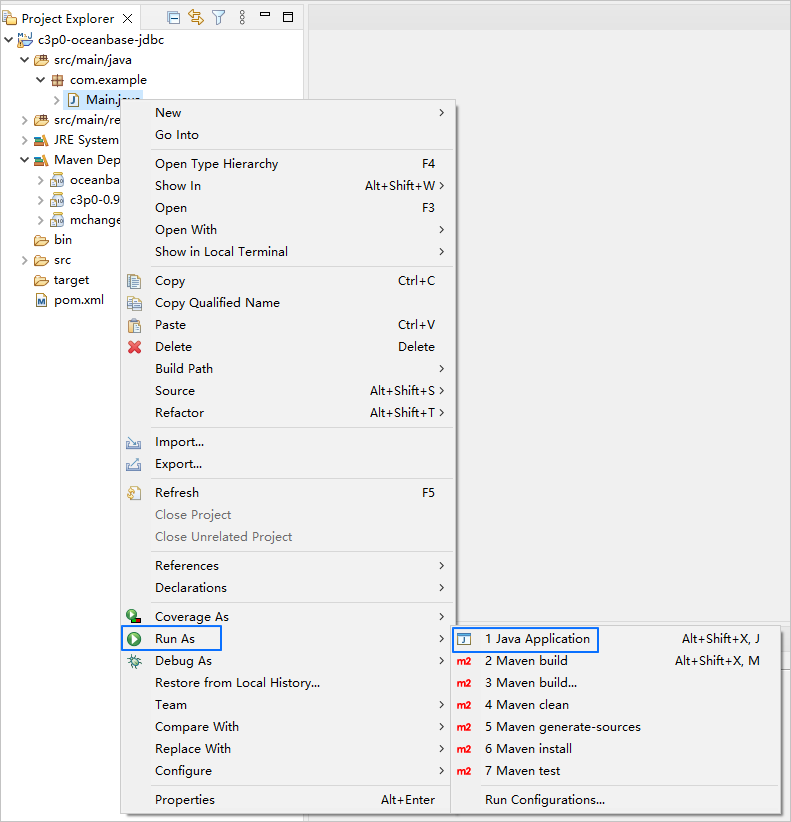 Project Explorer
c3p0-oceanbase-jdbc
src/main/java
com.example
Main.java
src/main/re
JRE System
Maven Dep
oceanba
c3p0-0.9
mchange
bin
src
target
pom.xml
New
Go Into
Open Type Hierarchy F4
Show In Alt+Shift+W
Open F3
Open With
Show in Local Terminal
Copy Ctrl+C
Copy Qualified Name
Paste Ctrl+V
Delete Delete
Build Path
Source Alt+Shift+S
Refactor Alt+Shift+T
Import...
Export...
Refresh F5
Close Project
Close Unrelated Project
References
Declarations
Coverage As
Run As
Debug As
Restore from Local History...
Team
Compare With
Replace With
Configure
Properties Alt+Enter
1 Java Application Alt+Shift+X, J
2 Maven build Alt+Shift+X, M
3 Maven build...
4 Maven clean
5 Maven generate-sources
6 Maven install
7 Maven test
Run Configurations...